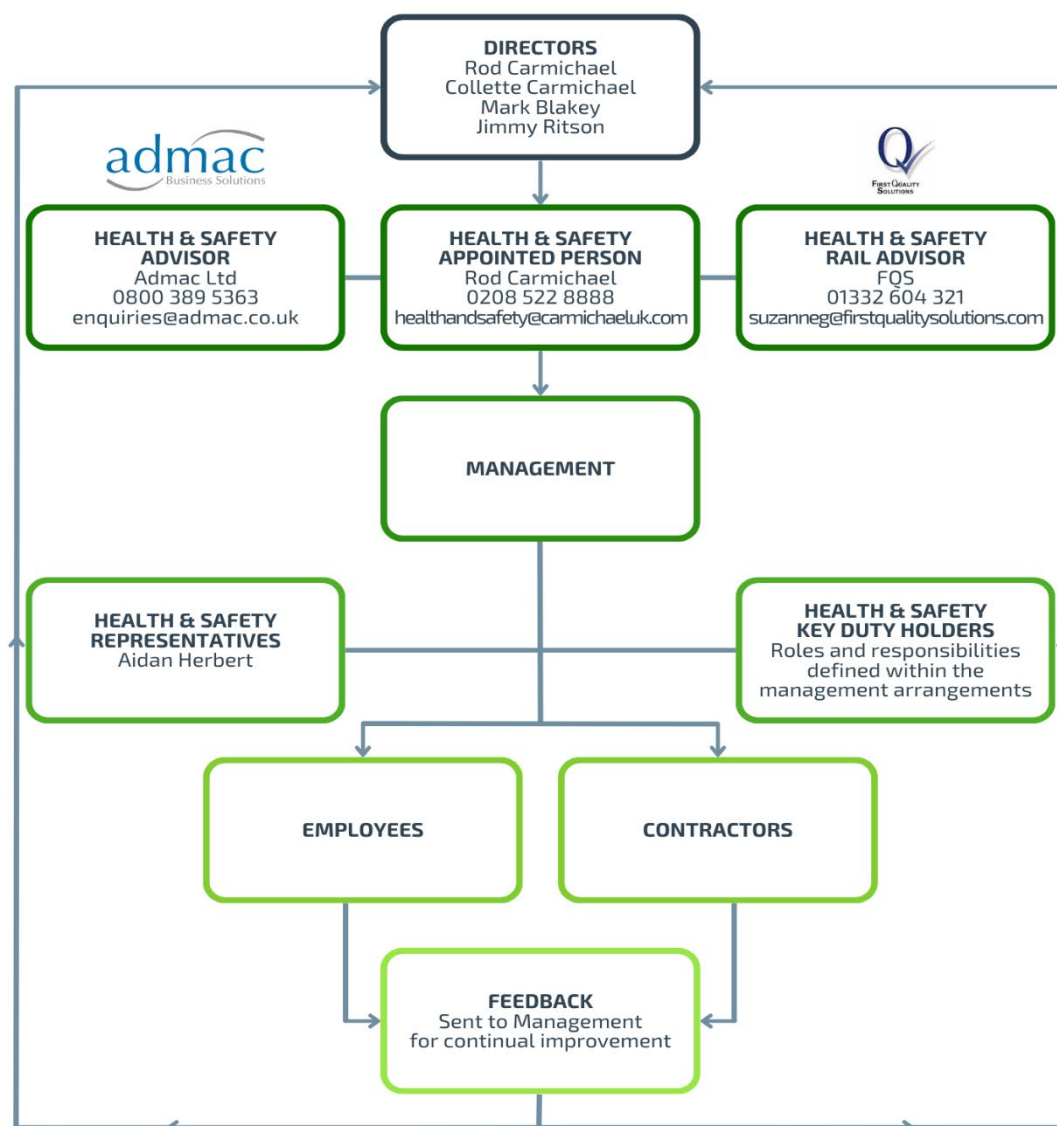 DIRECTORS
Rod Carmichael
Collette Carmichael
Mark Blakey
Jimmy Ritson
admac
Business Solutions
Q
FIRST QUALITY
SOLUTIONS
HEALTH & SAFETY
ADVISOR
Admac Ltd
0800 389 5363
enquiries@admac.co.uk
HEALTH & SAFETY
APPOINTED PERSON
Rod Carmichael
0208 522 8888
healthandsafety@carmichaeluk.com
HEALTH & SAFETY
RAIL ADVISOR
FQS
01332 604 321
suzanneg@firstqualitysolutions.com
MANAGEMENT
HEALTH & SAFETY
REPRESENTATIVES
Aidan Herbert
HEALTH & SAFETY
KEY DUTY HOLDERS
Roles and responsibilities
defined within the
management arrangements
EMPLOYEES
CONTRACTORS
FEEDBACK
Sent to Management
for continual improvement